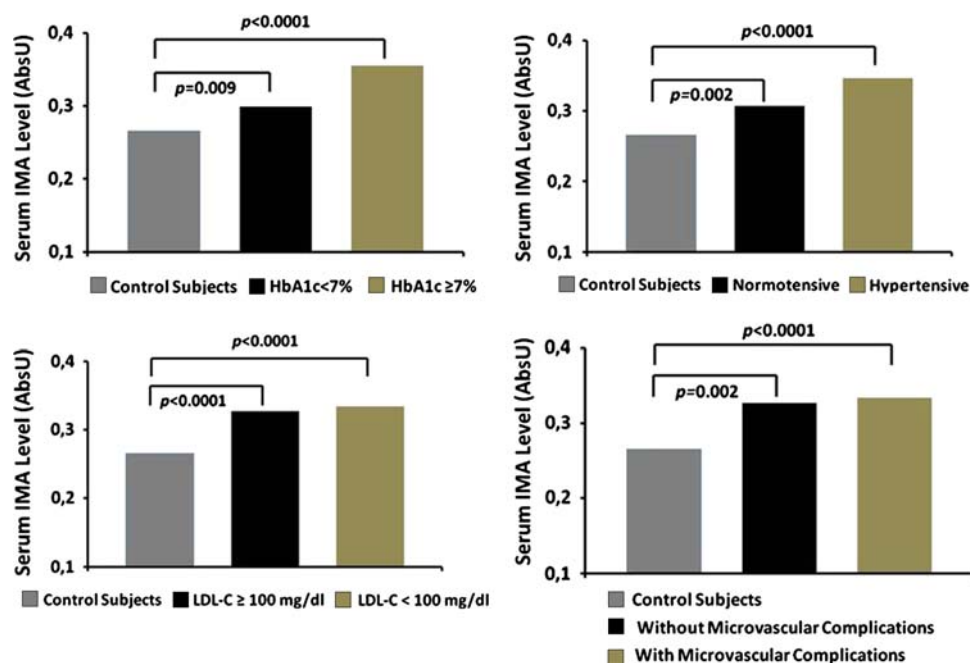 p<0.0001
p=0.009
Serum IMA Level (AbsU)
0,4
0,3
0,2
0,1
Control Subjects HbA1c<7% HbA1c ≥7%
p<0.0001
p=0.002
Serum IMA Level (AbsU)
0,4
0,3
0,2
0,1
Control Subjects Normotensive Hypertensive
p<0.0001
p<0.0001
Serum IMA Level (AbsU)
0,4
0,3
0,2
0,1
Control Subjects LDL-C ≥ 100 mg/dl LDL-C < 100 mg/dl
p<0.0001
p=0.002
Serum IMA Level (AbsU)
0,4
0,3
0,2
0,1
Control Subjects
Without Microvascular Complications
With Microvascular Complications